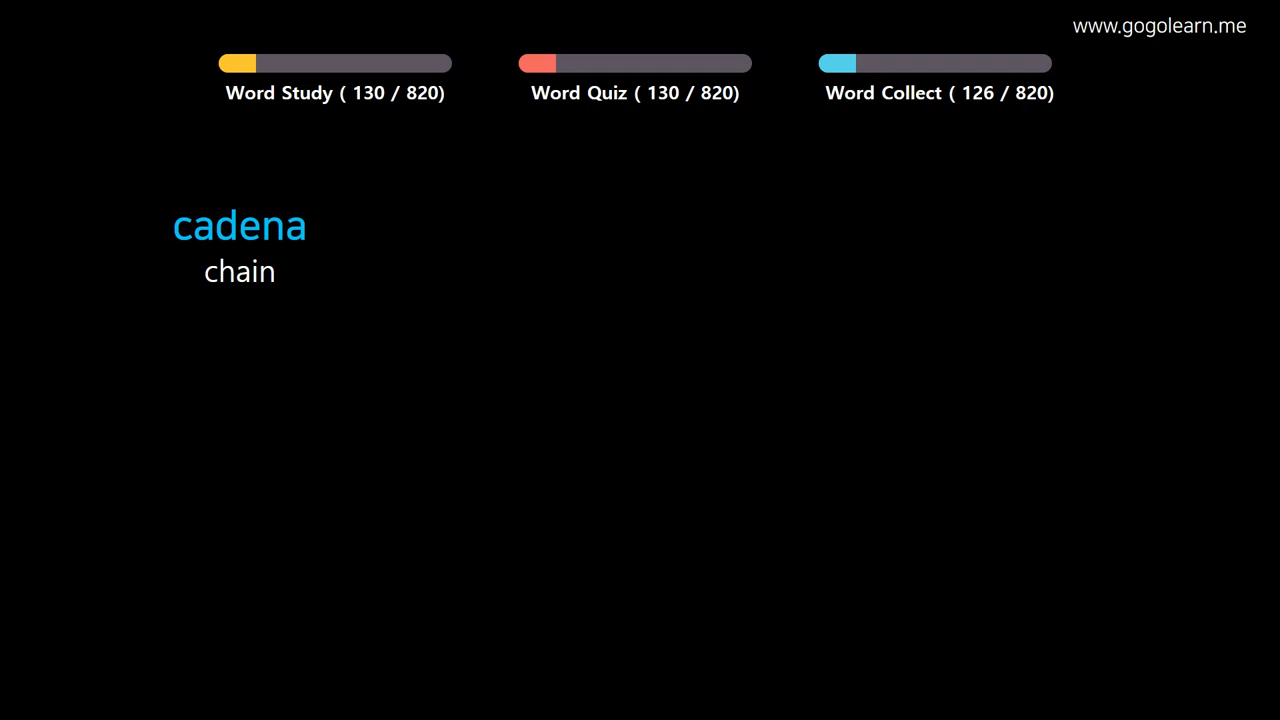 www.gogolearn.me
Word Study ( 130 / 820)
Word Quiz ( 130 / 820)
Word Collect ( 126 / 820)
cadena
chain